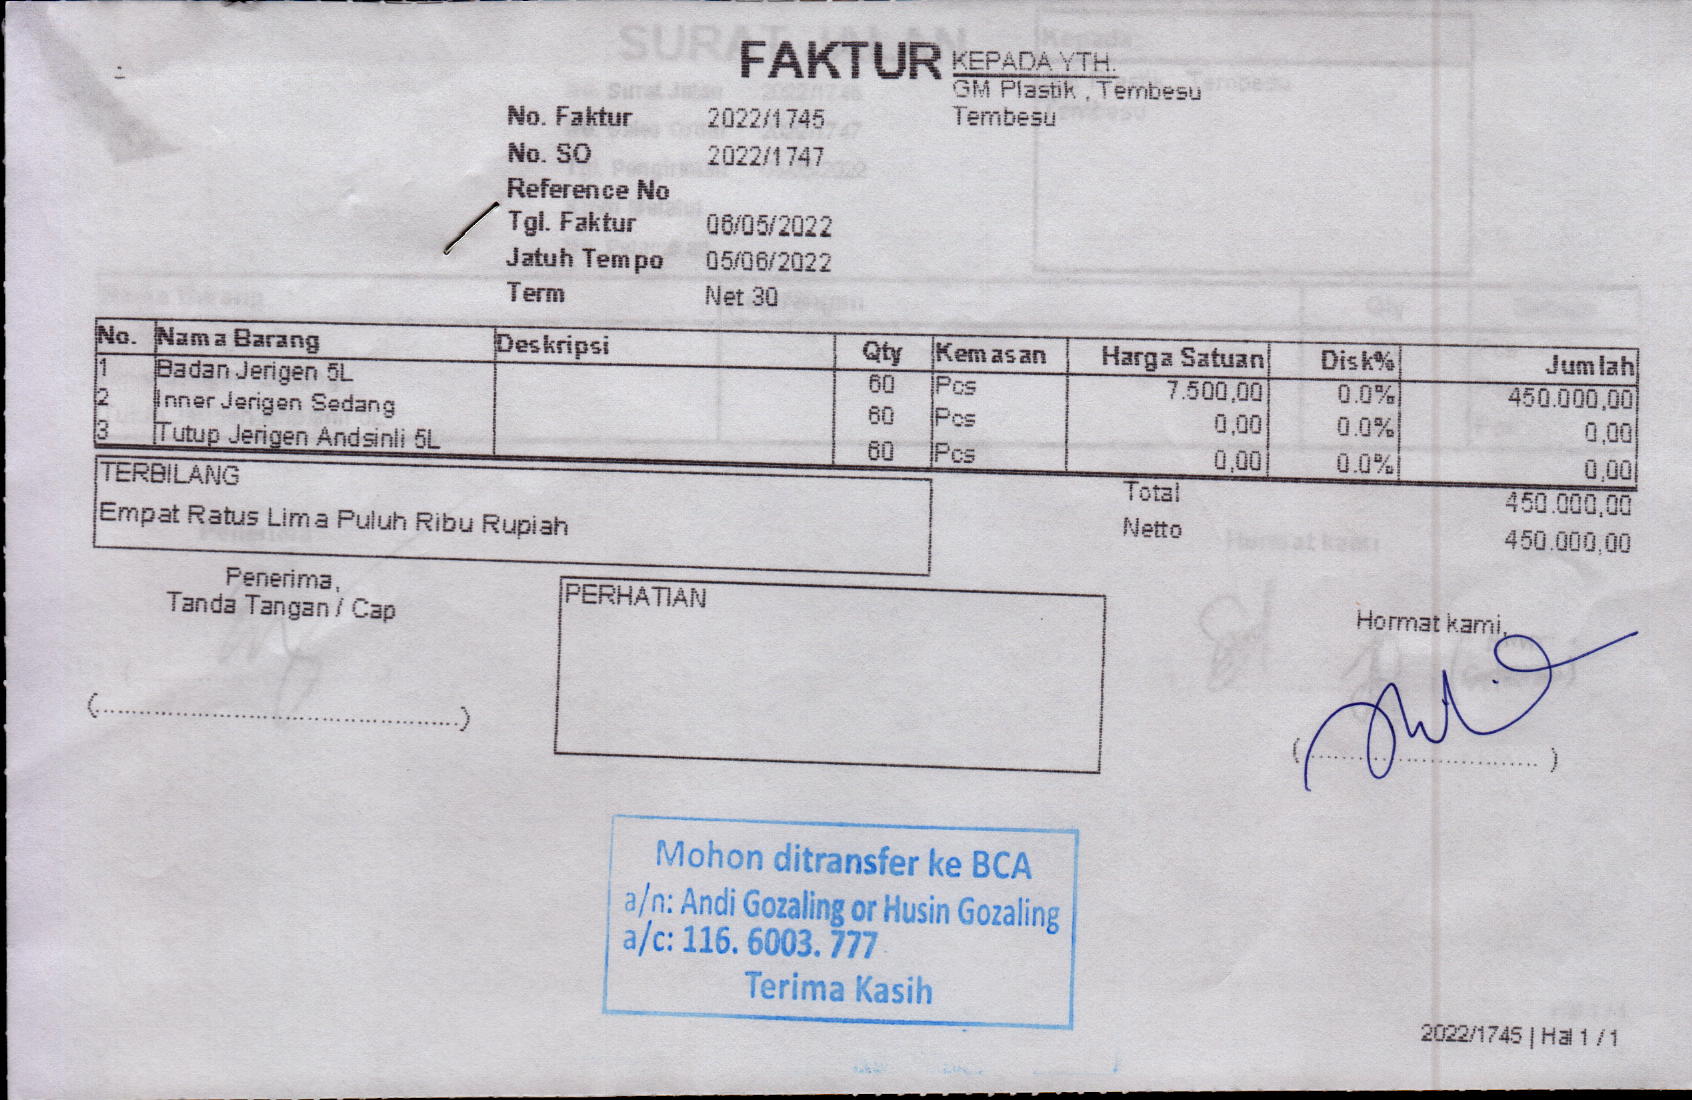 FAKTUR
KEPADA YTH.
GM Plastik , Tembesu
Tembesu
No. Faktur 2022/1745
No. SO 2022/1747
Reference No
Tgl. Faktur 06/05/2022
Jatuh Tempo 05/06/2022
Term Net 30
No. Nama Barang Deskripsi Qty Kemasan Harga Satuan Disk% Jumlah
1 Badan Jerigen 5L 60 Pcs 7.500,00 0.0% 450.000,00
2 Inner Jerigen Sedang 60 Pcs 0,00 0.0% 0,00
3 Tutup Jerigen Andsinli 5L 60 Pcs 0,00 0.0% 0,00
TERBILANG
Empat Ratus Lima Puluh Ribu Rupiah
Total 450.000,00
Netto 450.000,00
Penerima,
Tanda Tangan / Cap
PERHATIAN
Hormat kami,
(..........................................)
(..............................)
Mohon ditransfer ke BCA
a/n: Andi Gozaling or Husin Gozaling
a/c: 116. 6003. 777
Terima Kasih
2022/1745 | Hal 1 / 1